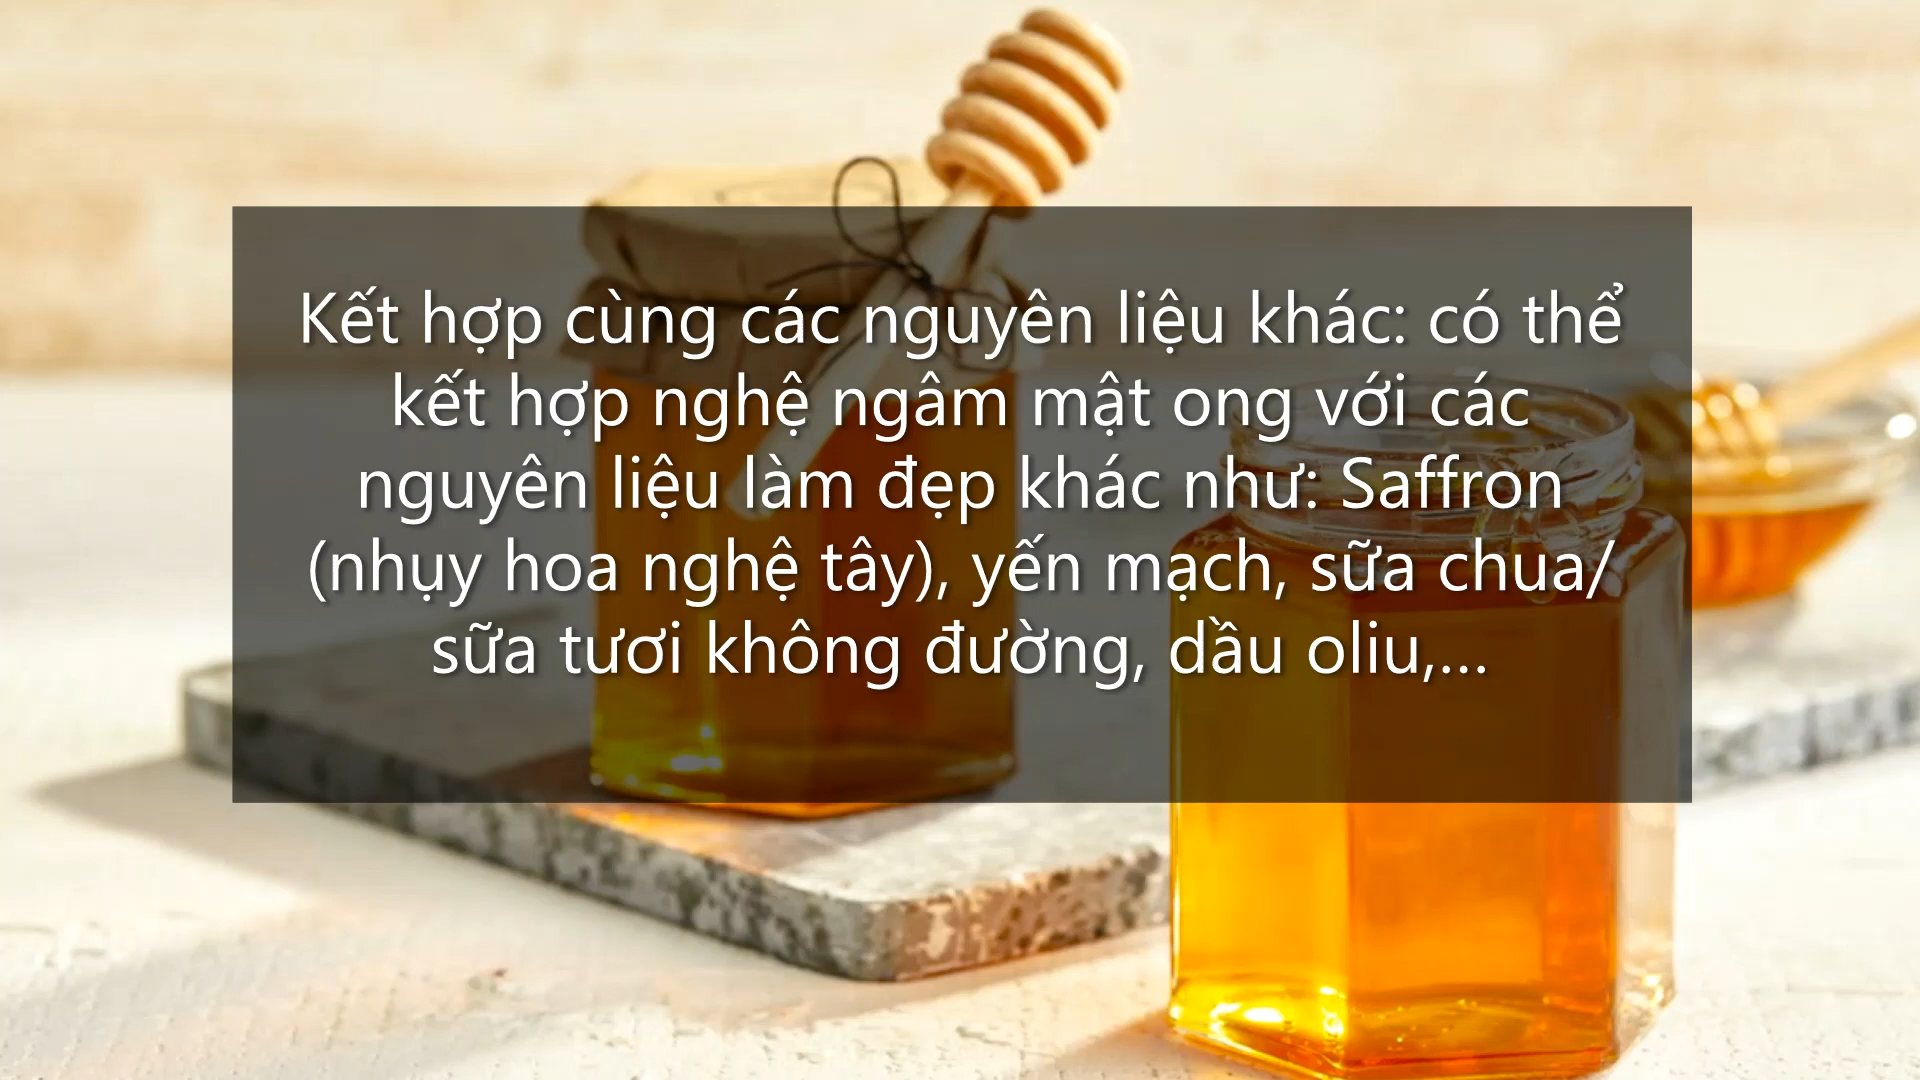 Kết hợp cùng các nguyên liệu khác: có thể
kết hợp nghệ ngâm mật ong với các
nguyên liệu làm đẹp khác như: Saffron
(nhụy hoa nghệ tây), yến mạch, sữa chua/
sữa tươi không đường, dầu oliu,...